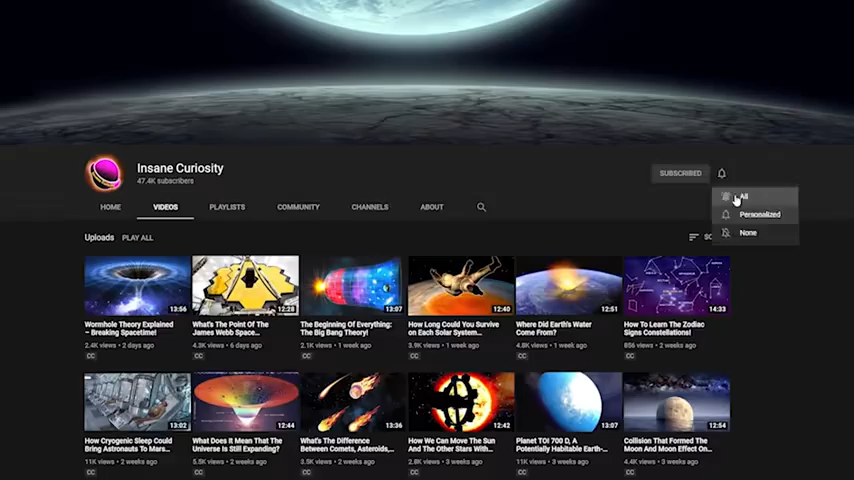 Insane Curiosity
47.4K subscribers
SUBSCRIBED
All
Personalized
None
HOME
VIDEOS
PLAYLISTS
COMMUNITY
CHANNELS
ABOUT
Uploads
PLAY ALL
13:56
12:28
13:07
12:40
12:51
14:33
Wormhole Theory Explained
– Breaking Spacetime!
2.4K views • 2 days ago
CC
What's The Point Of The
James Webb Space...
4.3K views • 6 days ago
CC
The Beginning Of Everything:
The Big Bang Theory!
2.1K views • 1 week ago
CC
How Long Could You Survive
on Each Solar System...
3.9K views • 1 week ago
CC
Where Did Earth's Water
Come From?
4.8K views • 1 week ago
CC
How To Learn The Zodiac
Signs Constellations!
856 views • 2 weeks ago
CC
13:02
12:44
13:36
12:42
13:07
12:54
How Cryogenic Sleep Could
Bring Astronauts To Mars...
11K views • 2 weeks ago
CC
What Does It Mean That The
Universe Is Still Expanding?
5.5K views • 2 weeks ago
CC
What's The Difference
Between Comets, Asteroids,...
3.5K views • 2 weeks ago
CC
How We Can Move The Sun
And The Other Stars With...
2.8K views • 3 weeks ago
CC
Planet TOI 700 D, A
Potentially Habitable Earth-...
11K views • 3 weeks ago
CC
Collision That Formed The
Moon And Moon Effect On...
3.8K views • 3 weeks ago
CC